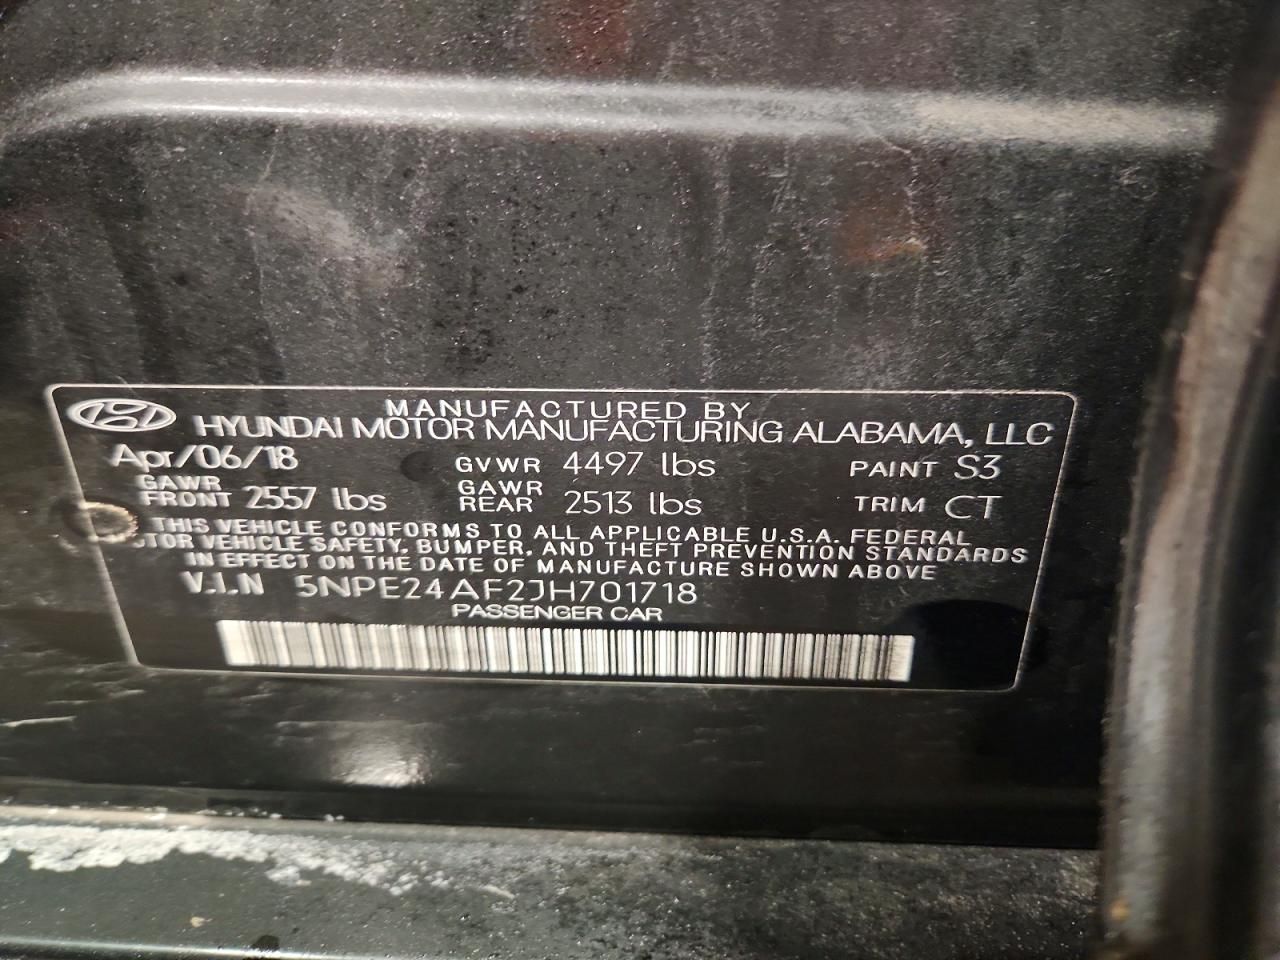 MANUFACTURED BY
HYUNDAI MOTOR MANUFACTURING ALABAMA, LLC
Apr/06/18 GVWR 4497 lbs PAINT S3
GAWR FRONT 2557 lbs GAWR REAR 2513 lbs TRIM CT
THIS VEHICLE CONFORMS TO ALL APPLICABLE U.S.A. FEDERAL
TOR VEHICLE SAFETY, BUMPER, AND THEFT PREVENTION STANDARDS
IN EFFECT ON THE DATE OF MANUFACTURE SHOWN ABOVE
V.I.N 5NPE24AF2JH701718
PASSENGER CAR